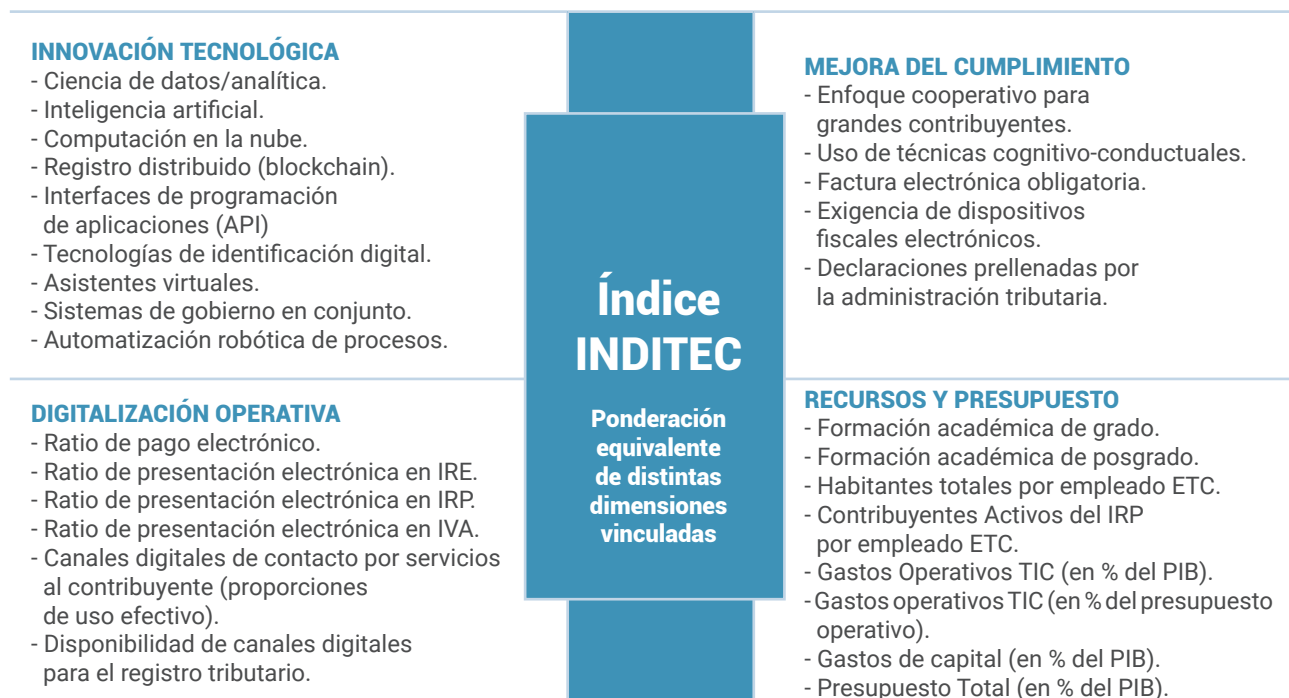 INNOVACIÓN TECNOLÓGICA
- Ciencia de datos/analítica.
- Inteligencia artificial.
- Computación en la nube.
- Registro distribuido (blockchain).
- Interfaces de programación
de aplicaciones (API)
- Tecnologías de identificación digital.
- Asistentes virtuales.
- Sistemas de gobierno en conjunto.
- Automatización robótica de procesos.
MEJORA DEL CUMPLIMIENTO
- Enfoque cooperativo para
grandes contribuyentes.
- Uso de técnicas cognitivo-conductuales.
- Factura electrónica obligatoria.
- Exigencia de dispositivos
fiscales electrónicos.
- Declaraciones prellenadas por
la administración tributaria.
Índice
INDITEC
Ponderación
equivalente
de distintas
dimensiones
vinculadas
DIGITALIZACIÓN OPERATIVA
- Ratio de pago electrónico.
- Ratio de presentación electrónica en IRE.
- Ratio de presentación electrónica en IRP.
- Ratio de presentación electrónica en IVA.
- Canales digitales de contacto por servicios
al contribuyente (proporciones
de uso efectivo).
- Disponibilidad de canales digitales
para el registro tributario.
RECURSOS Y PRESUPUESTO
- Formación académica de grado.
- Formación académica de posgrado.
- Habitantes totales por empleado ETC.
- Contribuyentes Activos del IRP
por empleado ETC.
- Gastos Operativos TIC (en % del PIB).
- Gastos operativos TIC (en % del presupuesto
operativo).
- Gastos de capital (en % del PIB).
- Presupuesto Total (en % del PIB).